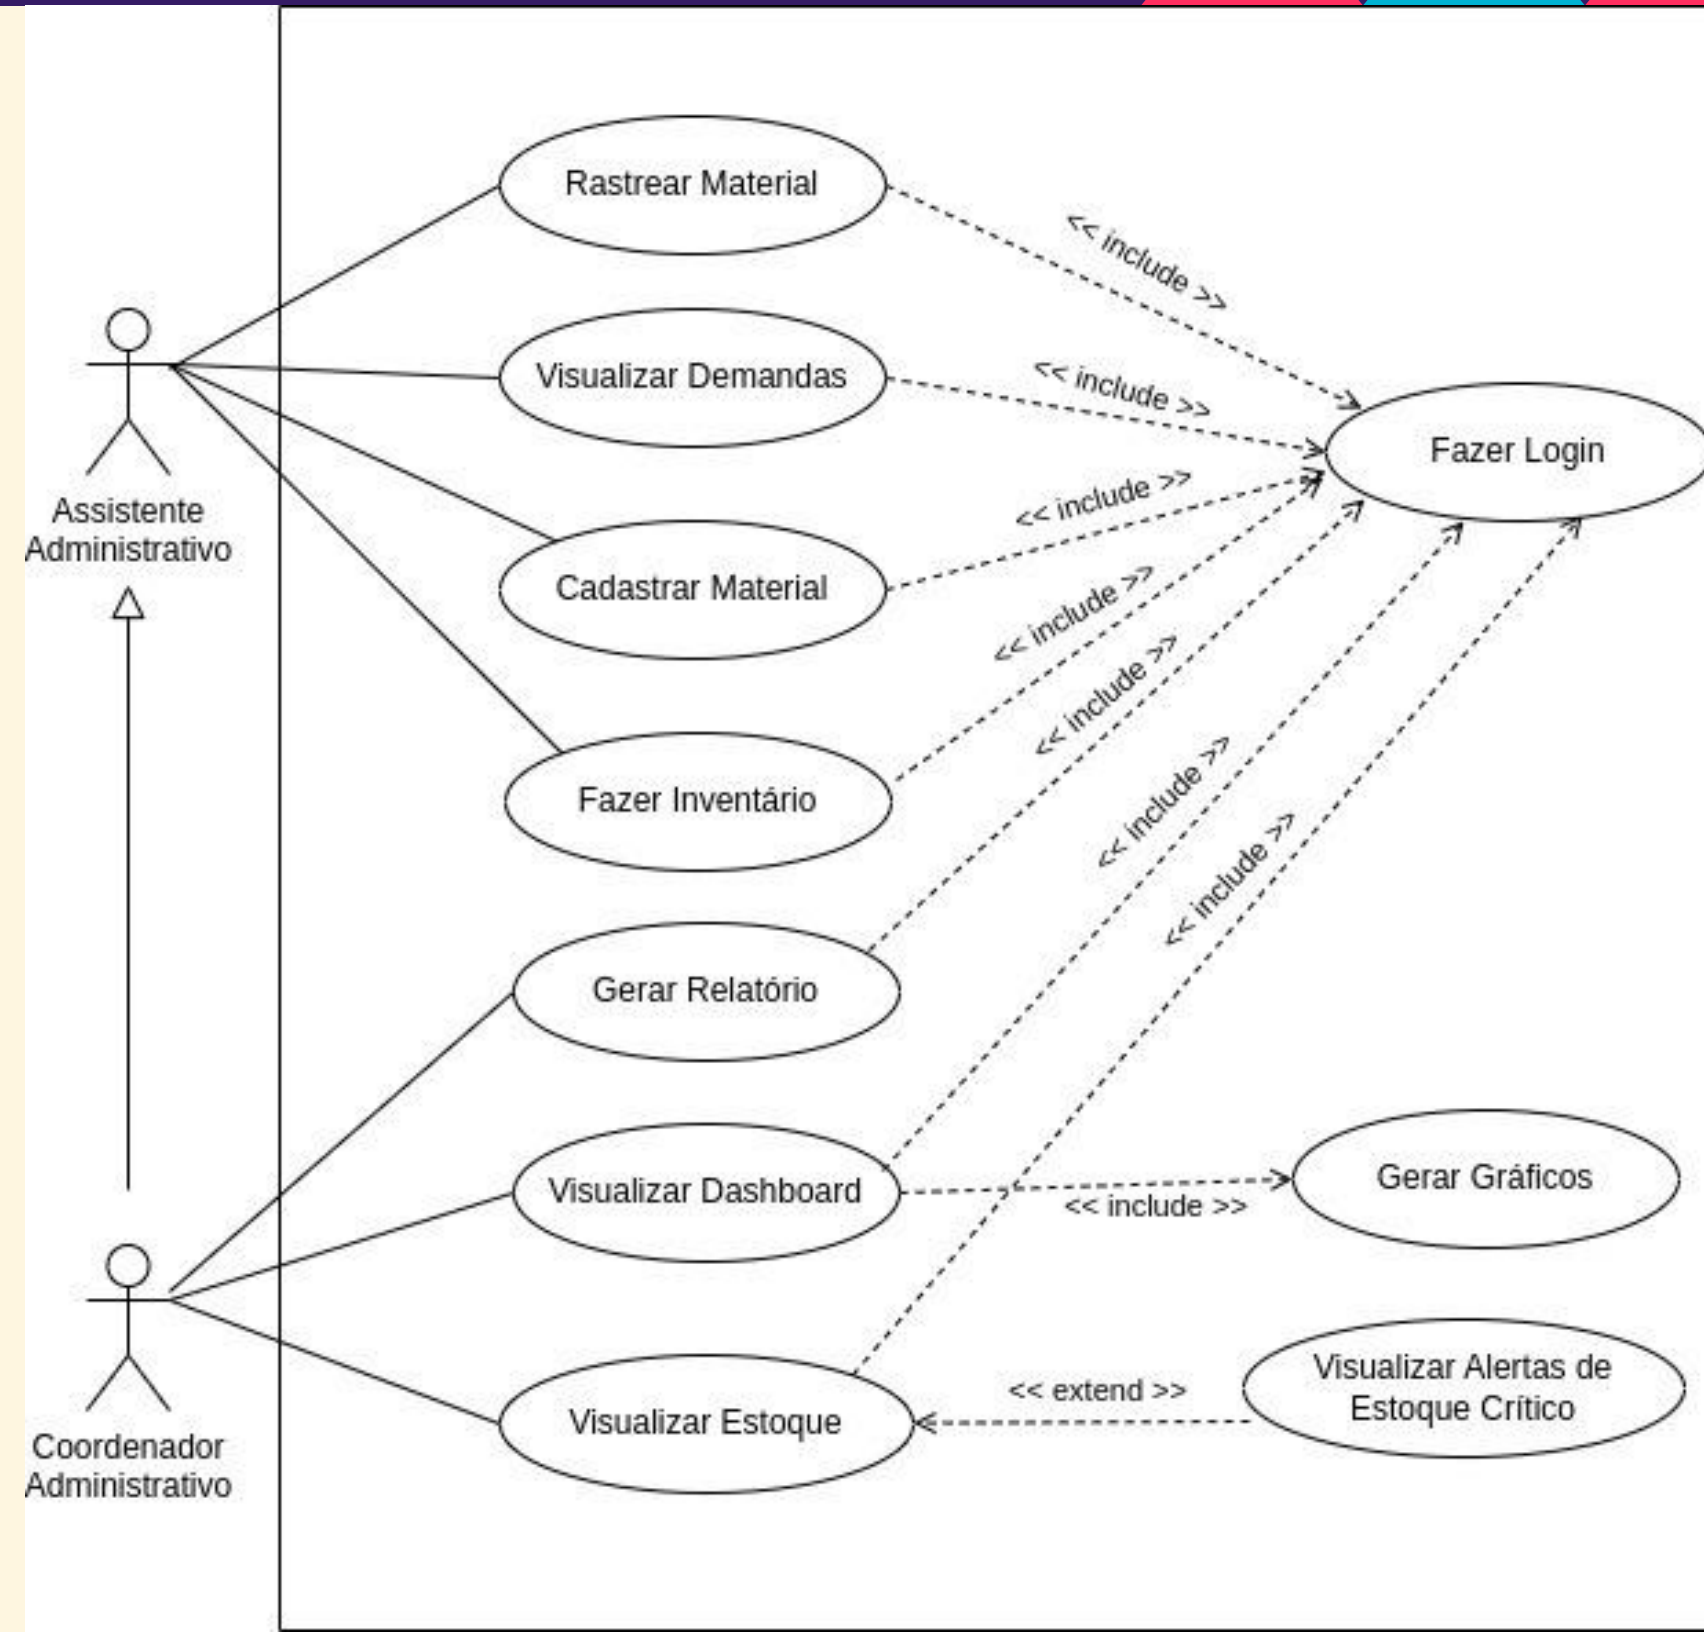 Rastrear Material
<< include >>
Visualizar Demandas
<< include >>
Fazer Login
Assistente
Administrativo
<< include >>
Cadastrar Material
<< include >>
<< include >>
Fazer Inventário
<< include >>
<< include >>
Gerar Relatório
Visualizar Dashboard
<< include >>
Gerar Gráficos
Visualizar Alertas de
Estoque Crítico
<< extend >>
Visualizar Estoque
Coordenador
Administrativo